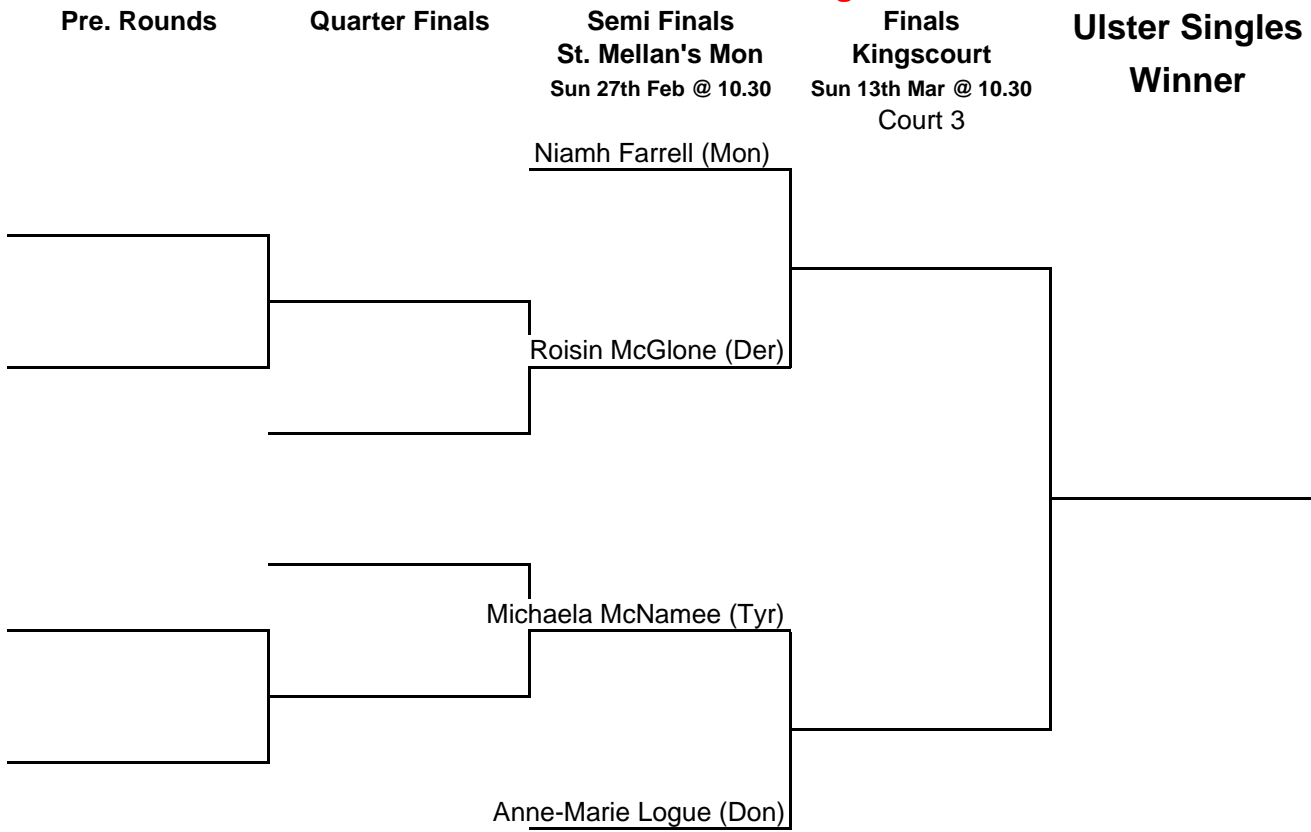 Pre. Rounds
Quarter Finals
Semi Finals
St. Mellan's Mon
Sun 27th Feb @ 10.30
Finals
Kingscourt
Sun 13th Mar @ 10.30
Court 3
Ulster Singles
Winner
Niamh Farrell (Mon)
Roisin McGlone (Der)
Michaela McNamee (Tyr)
Anne-Marie Logue (Don)